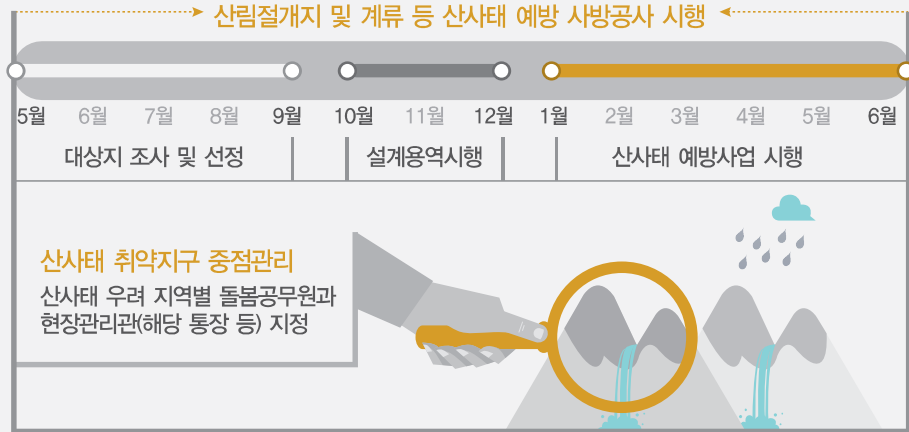 산림절개지 및 계류 등 산사태 예방 사방공사 시행
5월 6월 7월 8월 9월 10월 11월 12월 1월 2월 3월 4월 5월 6월
대상지 조사 및 선정 설계용역시행 산사태 예방사업 시행
산사태 취약지구 중점관리
산사태 우려 지역별 돌봄공무원과
현장관리관(해당 통장 등) 지정